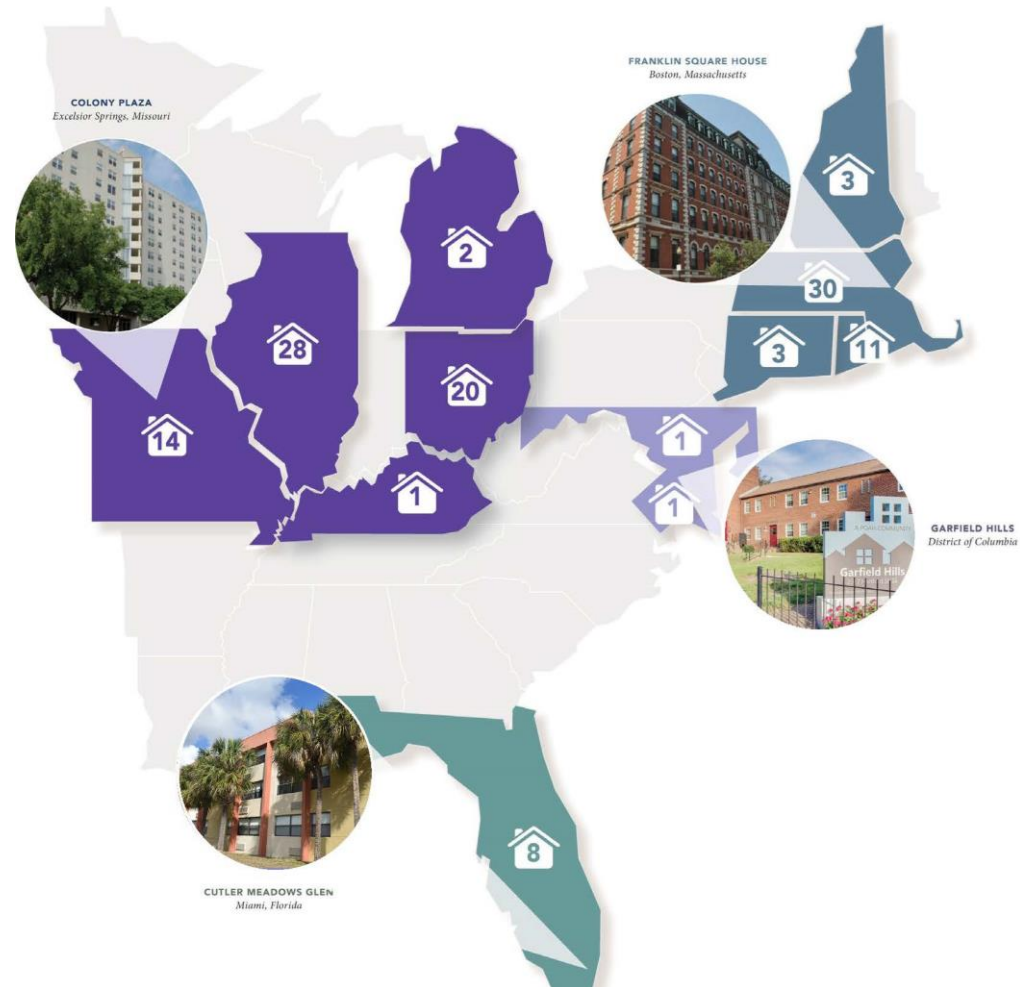 FRANKLIN SQUARE HOUSE
Boston, Massachusetts
COLONY PLAZA
Excelsior Springs, Missouri
3
2
30
28
3
11
20
14
1
1
1
GARFIELD HILLS
District of Columbia
Garfield Hills
8
CUTLER MEADOWS GLEN
Miami, Florida